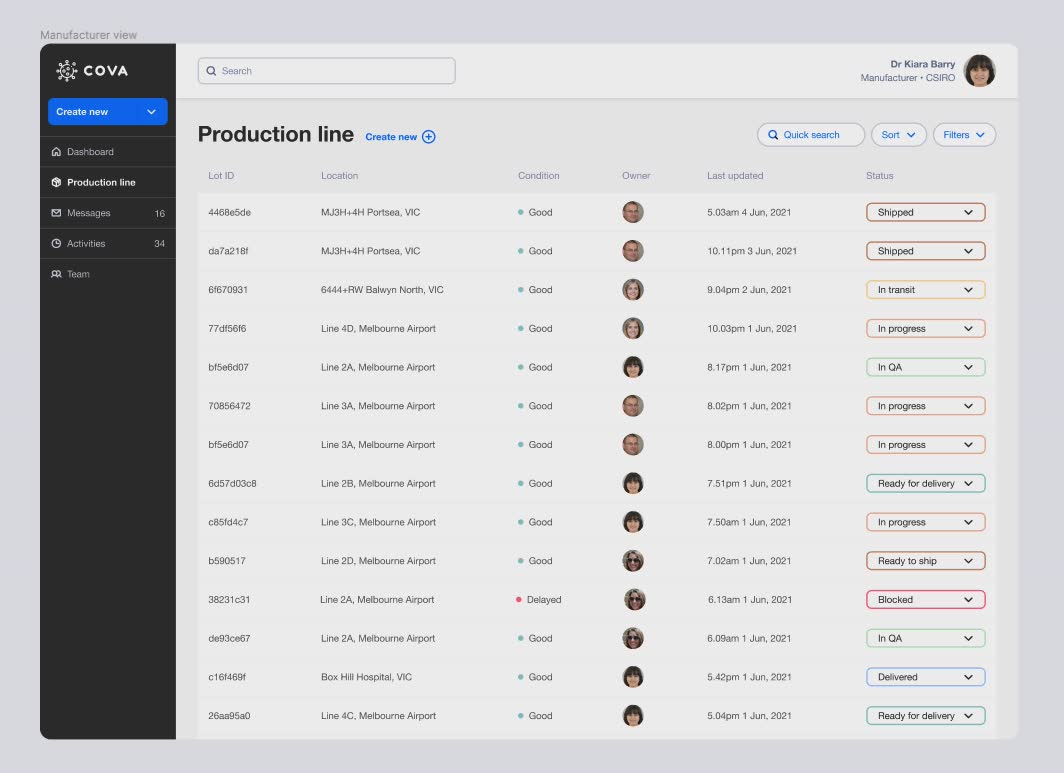 Manufacturer view
COVA
Search
Dr Kiara Barry
Manufacturer • CSIRO
Create new
Dashboard
Production line
Messages 16
Activities 34
Team
Production line Create new
Quick search Sort Filters
Lot ID Location Condition Owner Last updated Status
4468e5de MJ3H+4H Portsea, VIC Good 5.03am 4 Jun, 2021 Shipped
da7a218f MJ3H+4H Portsea, VIC Good 10.11pm 3 Jun, 2021 Shipped
6f670931 6444+RW Balwyn North, VIC Good 9.04pm 2 Jun, 2021 In transit
77df56f6 Line 4D, Melbourne Airport Good 10.03pm 1 Jun, 2021 In progress
bf5e6d07 Line 2A, Melbourne Airport Good 8.17pm 1 Jun, 2021 In QA
70856472 Line 3A, Melbourne Airport Good 8.02pm 1 Jun, 2021 In progress
bf5e6d07 Line 3A, Melbourne Airport Good 8.00pm 1 Jun, 2021 In progress
6d57d03c8 Line 2B, Melbourne Airport Good 7.51pm 1 Jun, 2021 Ready for delivery
c85fd4c7 Line 3C, Melbourne Airport Good 7.50am 1 Jun, 2021 In progress
b590517 Line 2D, Melbourne Airport Good 7.02am 1 Jun, 2021 Ready to ship
38231c31 Line 2A, Melbourne Airport Delayed 6.13am 1 Jun, 2021 Blocked
de93ce67 Line 2A, Melbourne Airport Good 6.09am 1 Jun, 2021 In QA
c16f469f Box Hill Hospital, VIC Good 5.42pm 1 Jun, 2021 Delivered
26aa95a0 Line 4C, Melbourne Airport Good 5.04pm 1 Jun, 2021 Ready for delivery